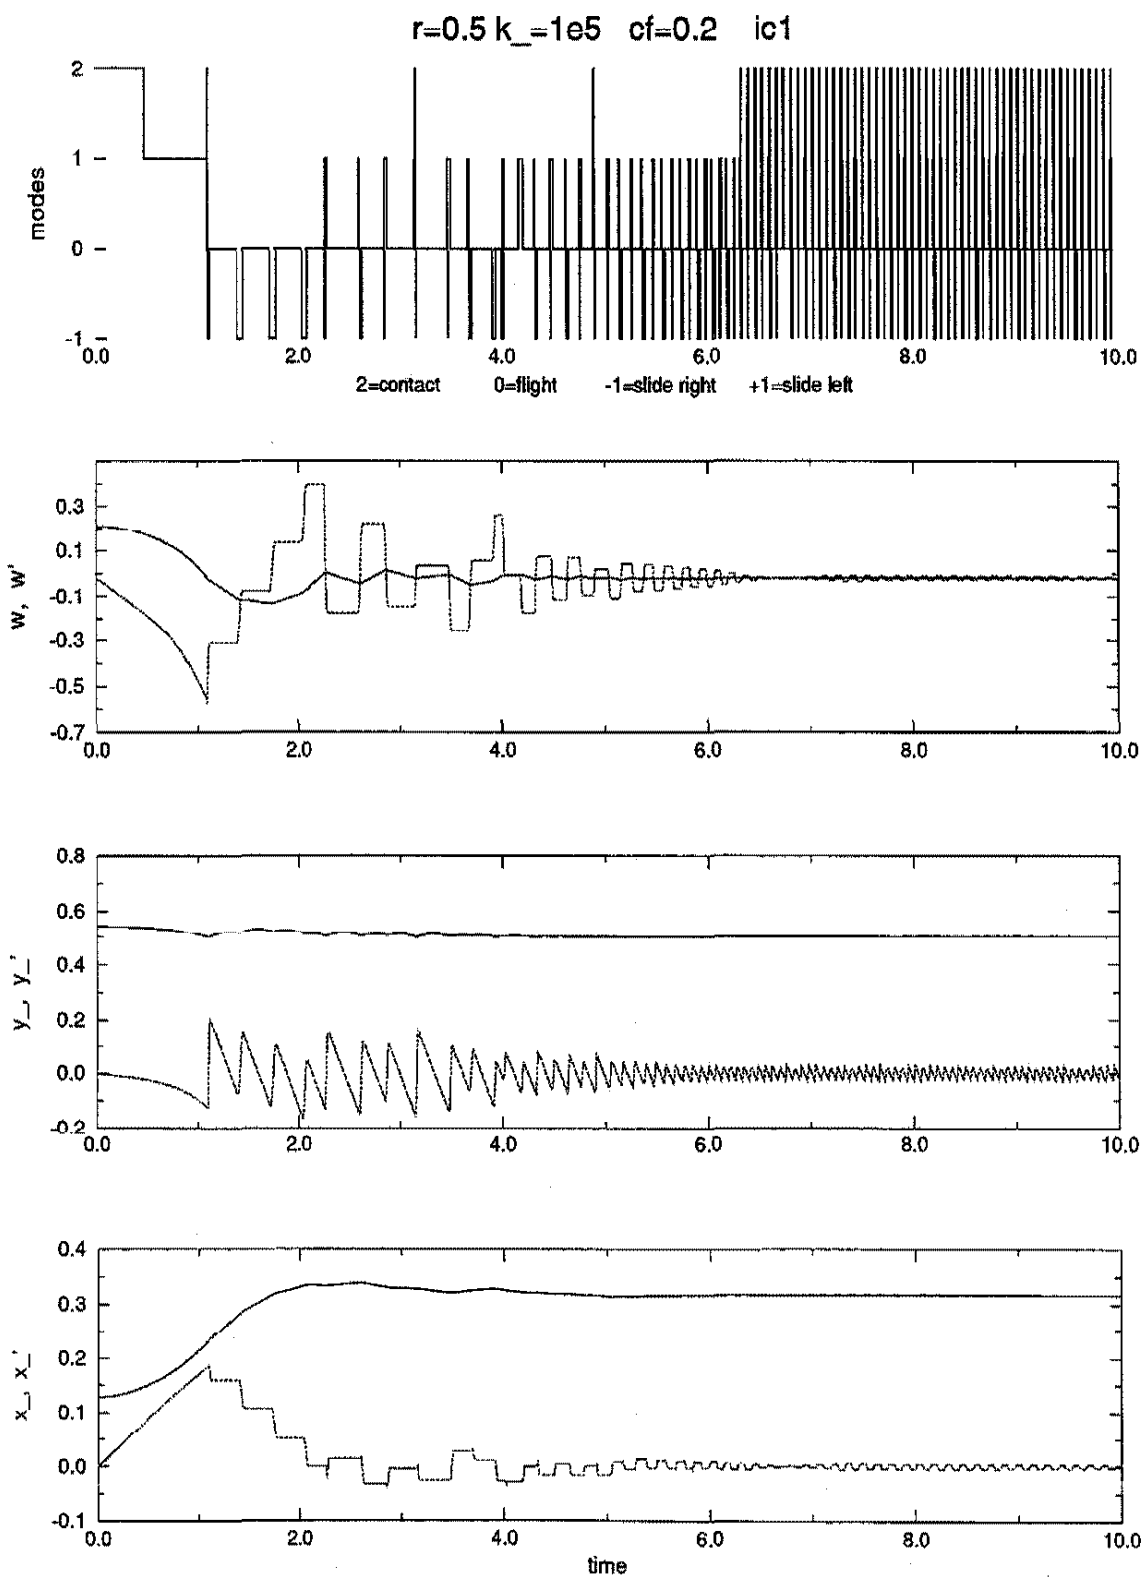 r=0.5 k_=1e5 cf=0.2 ic1
2
1
0
-1
modes
0.0 2.0 4.0 6.0 8.0 10.0
2=contact 0=flight -1=slide right +1=slide left
0.3
0.1
-0.1
-0.3
-0.5
-0.7
w, w'
0.0 2.0 4.0 6.0 8.0 10.0
0.8
0.6
0.4
0.2
0.0
-0.2
y_, y_'
0.0 2.0 4.0 6.0 8.0 10.0
0.4
0.3
0.2
0.1
0.0
-0.1
x_, x_'
0.0 2.0 4.0 6.0 8.0 10.0
time